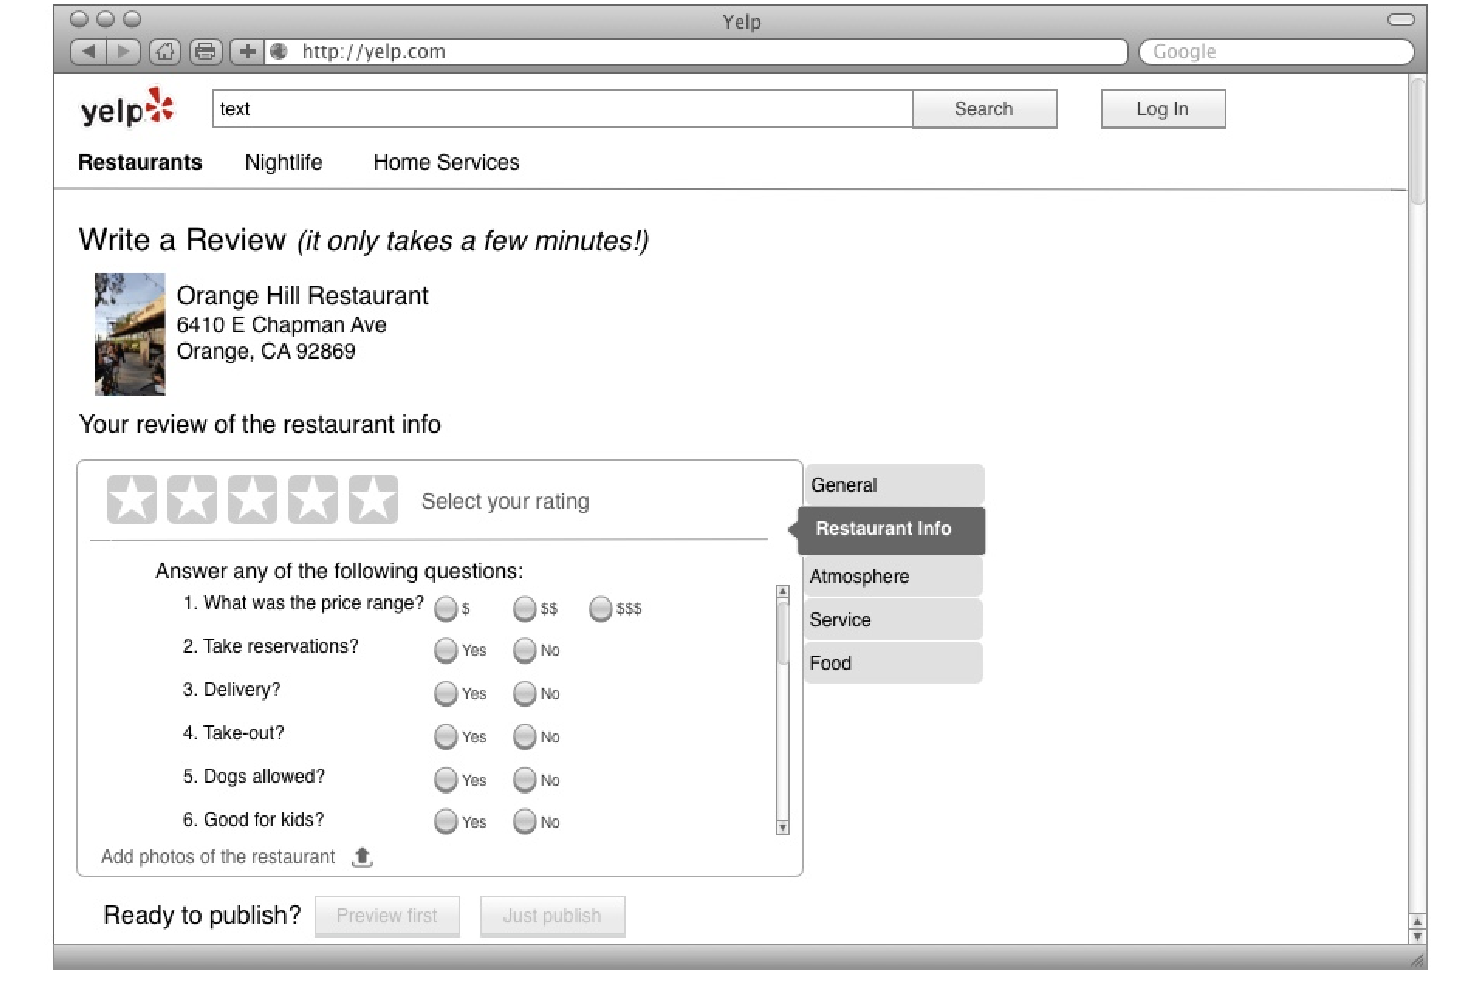 Yelp
http://yelp.com
Google
yelp
text
Search
Log In
Restaurants Nightlife Home Services
Write a Review (it only takes a few minutes!)
Orange Hill Restaurant
6410 E Chapman Ave
Orange, CA 92869
Your review of the restaurant info
Select your rating
General
Restaurant Info
Atmosphere
Service
Food
Answer any of the following questions:
1. What was the price range? $ $$ $$$
2. Take reservations? Yes No
3. Delivery? Yes No
4. Take-out? Yes No
5. Dogs allowed? Yes No
6. Good for kids? Yes No
Add photos of the restaurant
Ready to publish? Preview first Just publish